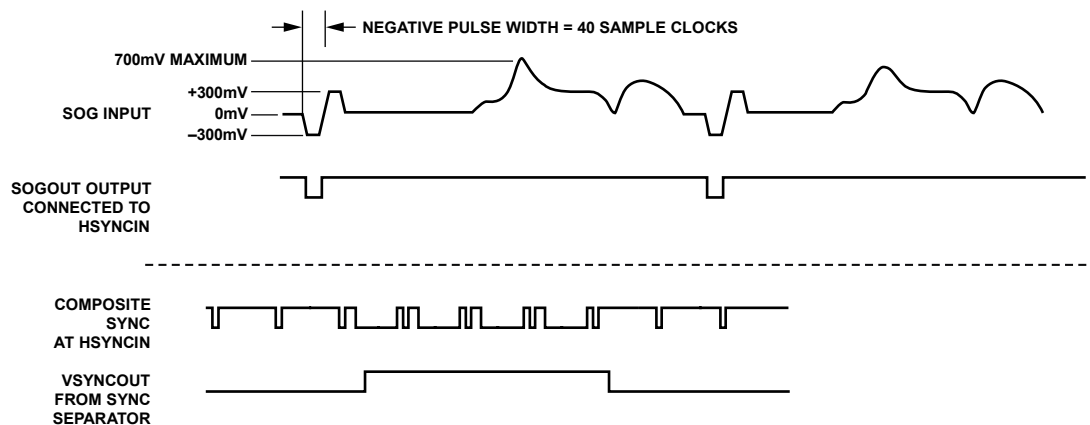 NEGATIVE PULSE WIDTH = 40 SAMPLE CLOCKS
700mV MAXIMUM
+300mV
SOG INPUT
0mV
–300mV
SOGOUT OUTPUT
CONNECTED TO
HSYNCIN
COMPOSITE
SYNC
AT HSYNCIN
VSYNCOUT
FROM SYNC
SEPARATOR